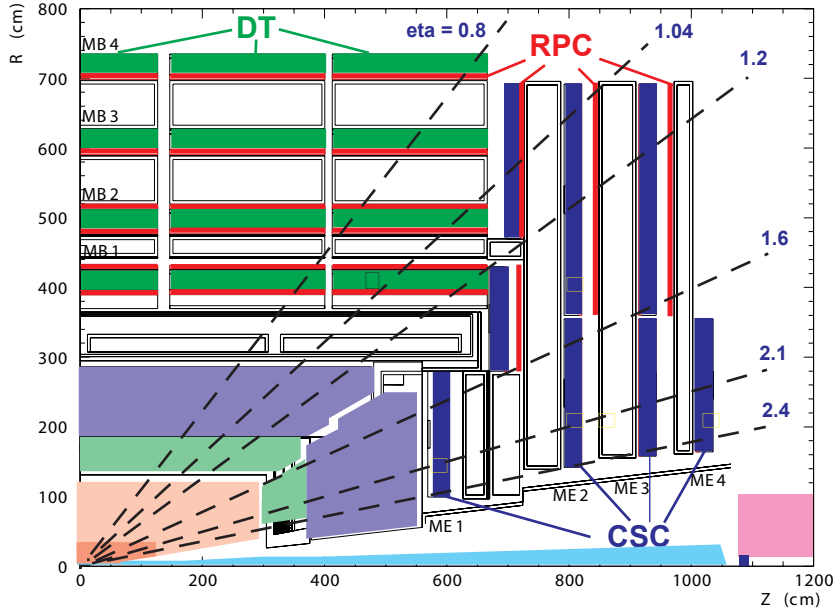 R (cm)
800
700
600
500
400
300
200
100
0
MB 4
MB 3
MB 2
MB 1
DT
eta = 0.8
RPC
1.04
1.2
1.6
2.1
2.4
ME 1
ME 2
ME 3
ME 4
CSC
0
200
400
600
800
1000
1200
Z (cm)